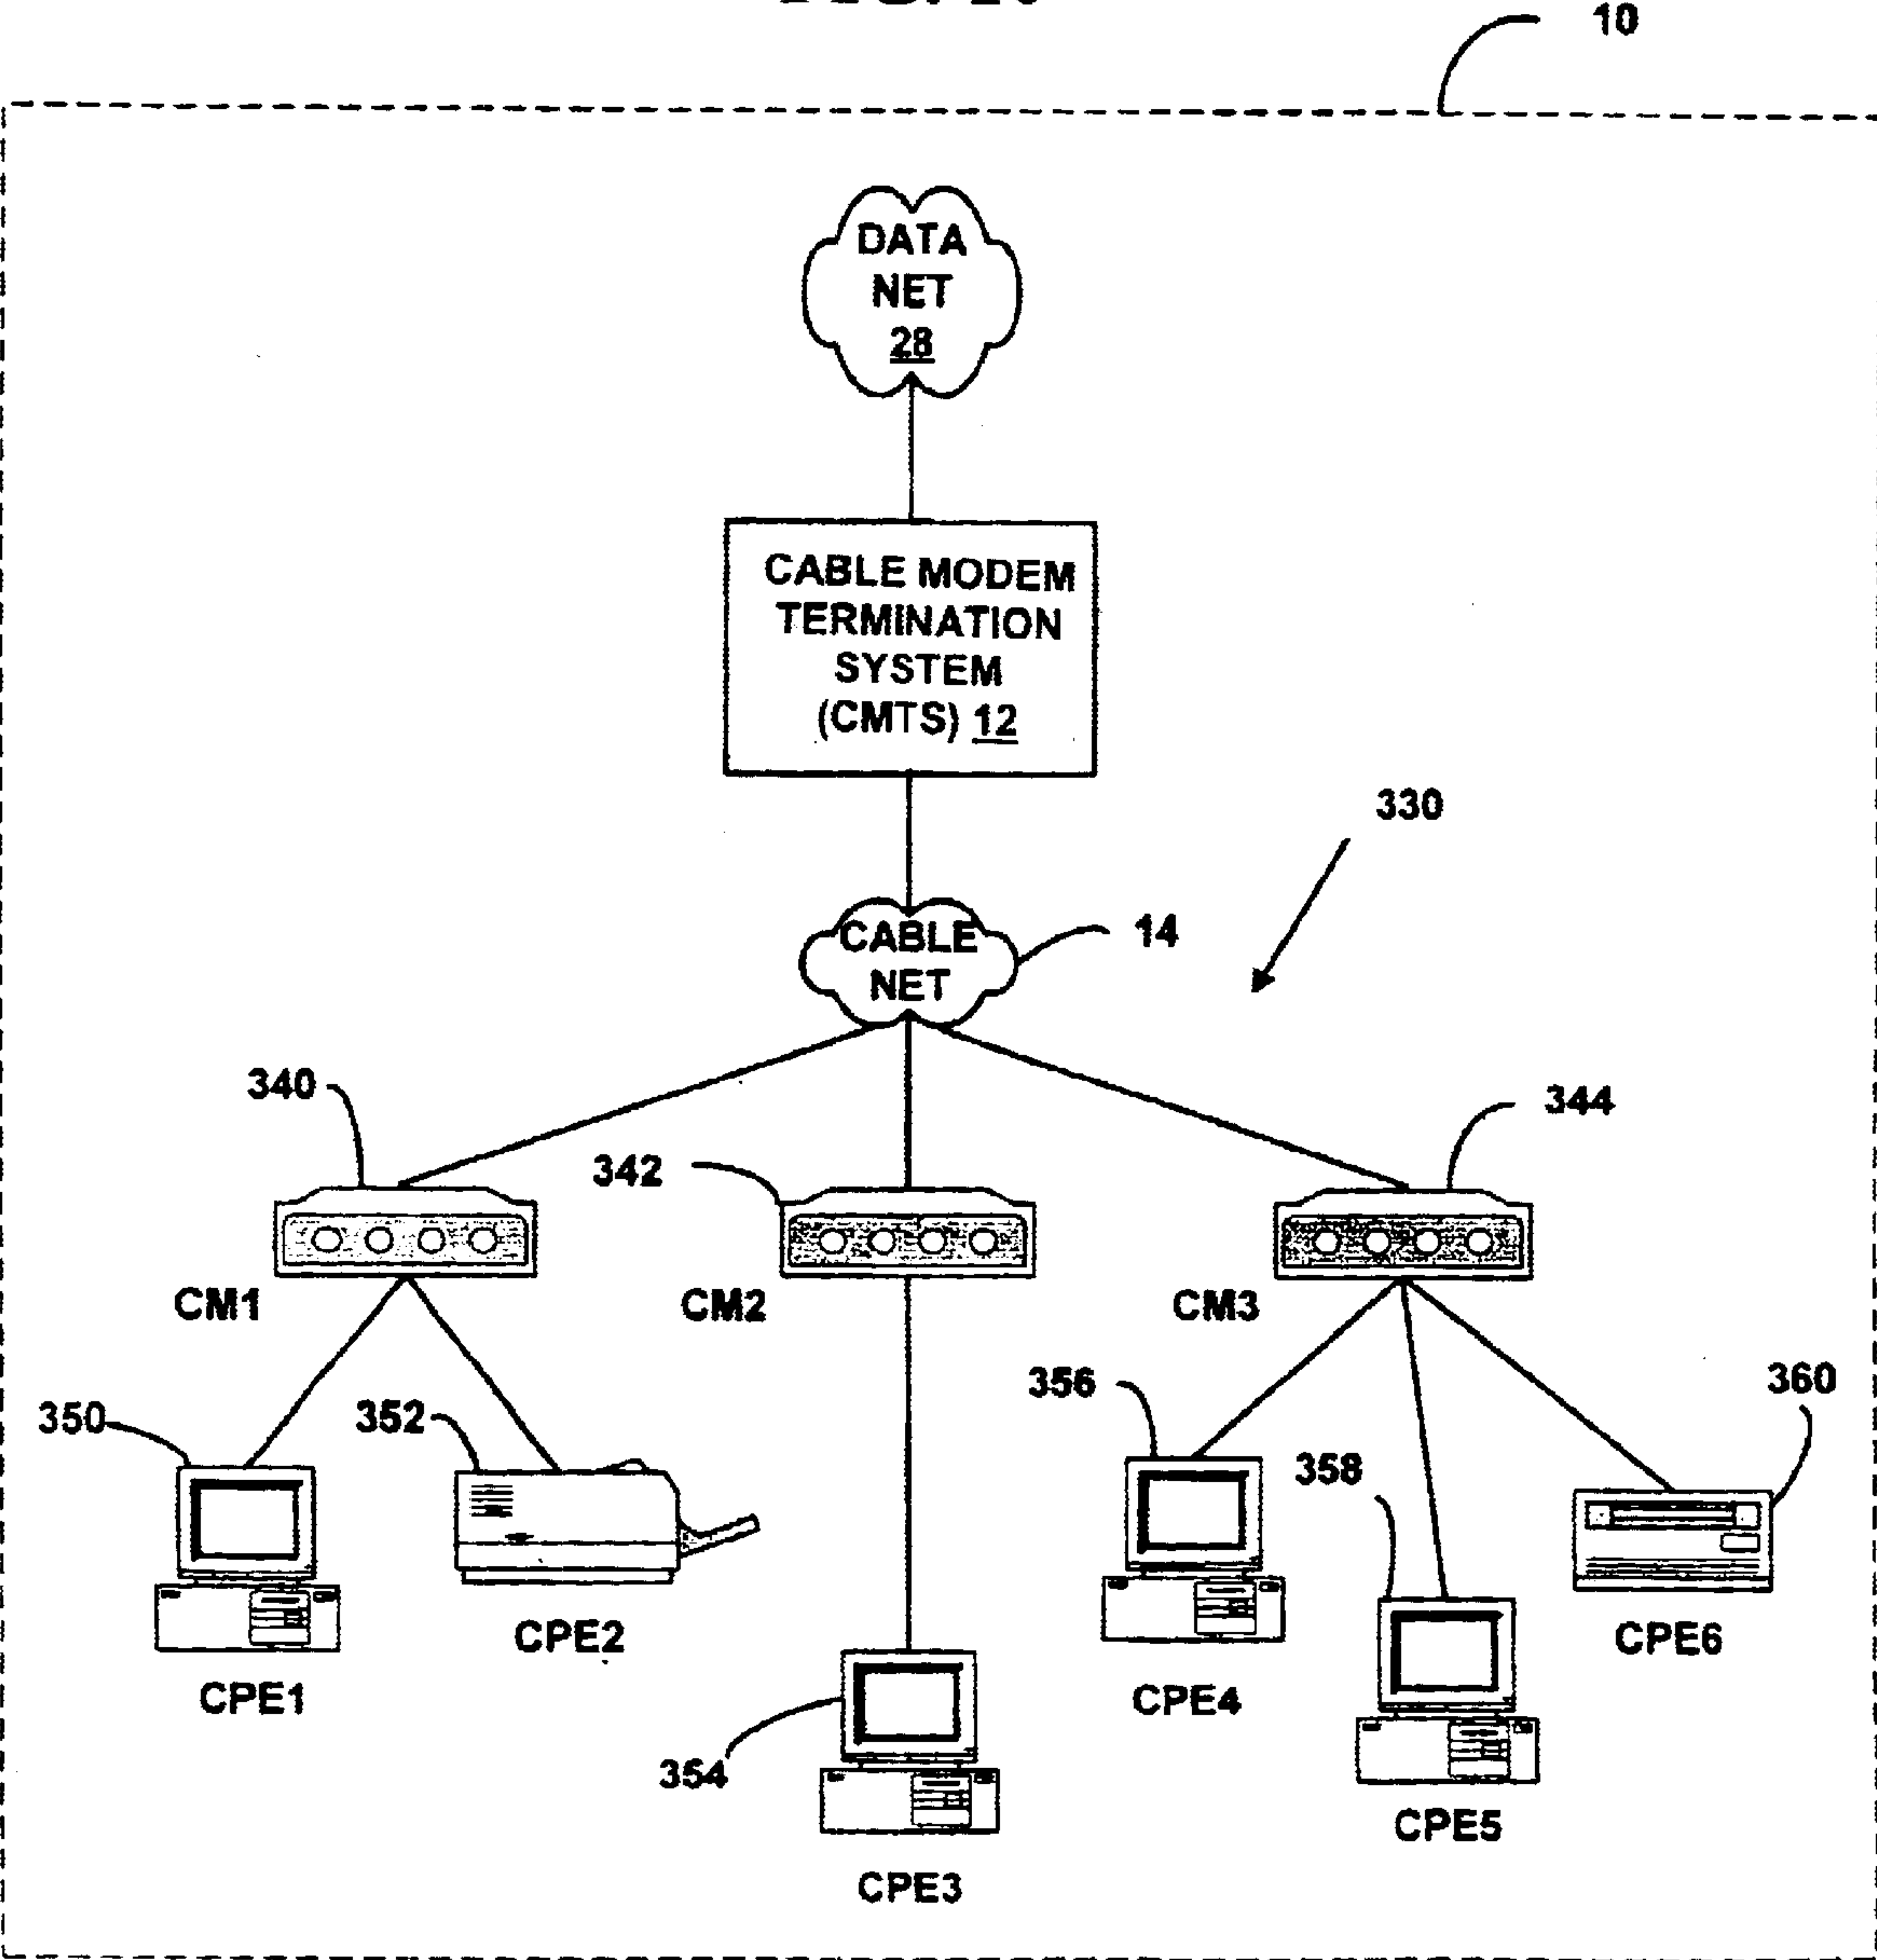 10
DATA
NET
28
CABLE MODEM
TERMINATION
SYSTEM
(CMTS) 12
330
CABLE
NET
14
340
342
344
CM1
CM2
CM3
350
352
356
358
360
CPE1
CPE2
354
CPE3
CPE4
CPE5
CPE6